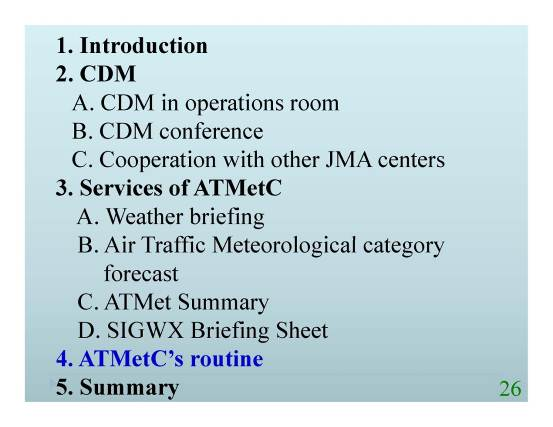 1. Introduction
2. CDM
A. CDM in operations room
B. CDM conference
C. Cooperation with other JMA centers
3. Services of ATMetC
A. Weather briefing
B. Air Traffic Meteorological category
forecast
C. ATMet Summary
D. SIGWX Briefing Sheet
4. ATMetC’s routine
5. Summary
26